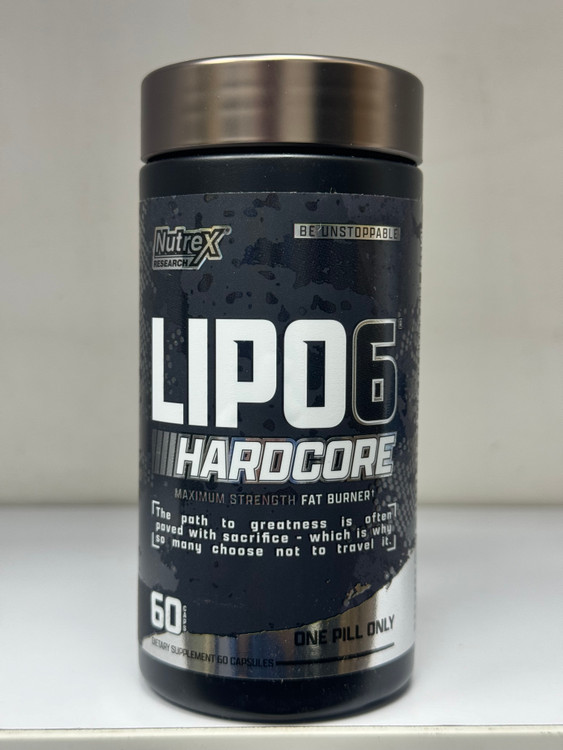 Nutrex
RESEARCH
BE UNSTOPPABLE
LIPO6
HARDCORE
MAXIMUM STRENGTH FAT BURNER†
The path to greatness is often
paved with sacrifice - which is why
so many choose not to travel it.
60
CAPS
ONE PILL ONLY
DIETARY SUPPLEMENT 60 CAPSULES